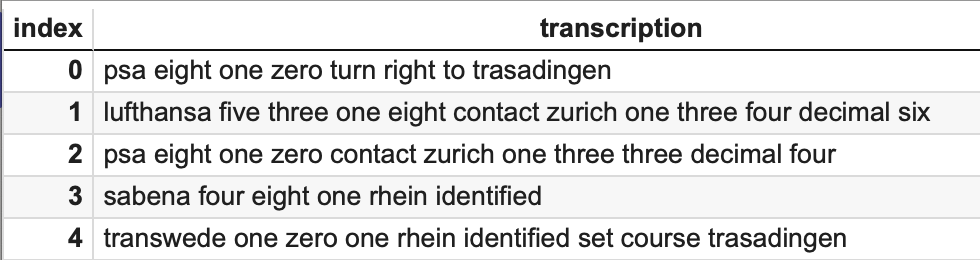 index transcription
0 psa eight one zero turn right to trasadingen
1 lufthansa five three one eight contact zurich one three four decimal six
2 psa eight one zero contact zurich one three three decimal four
3 sabena four eight one rhein identified
4 transwede one zero one rhein identified set course trasadingen